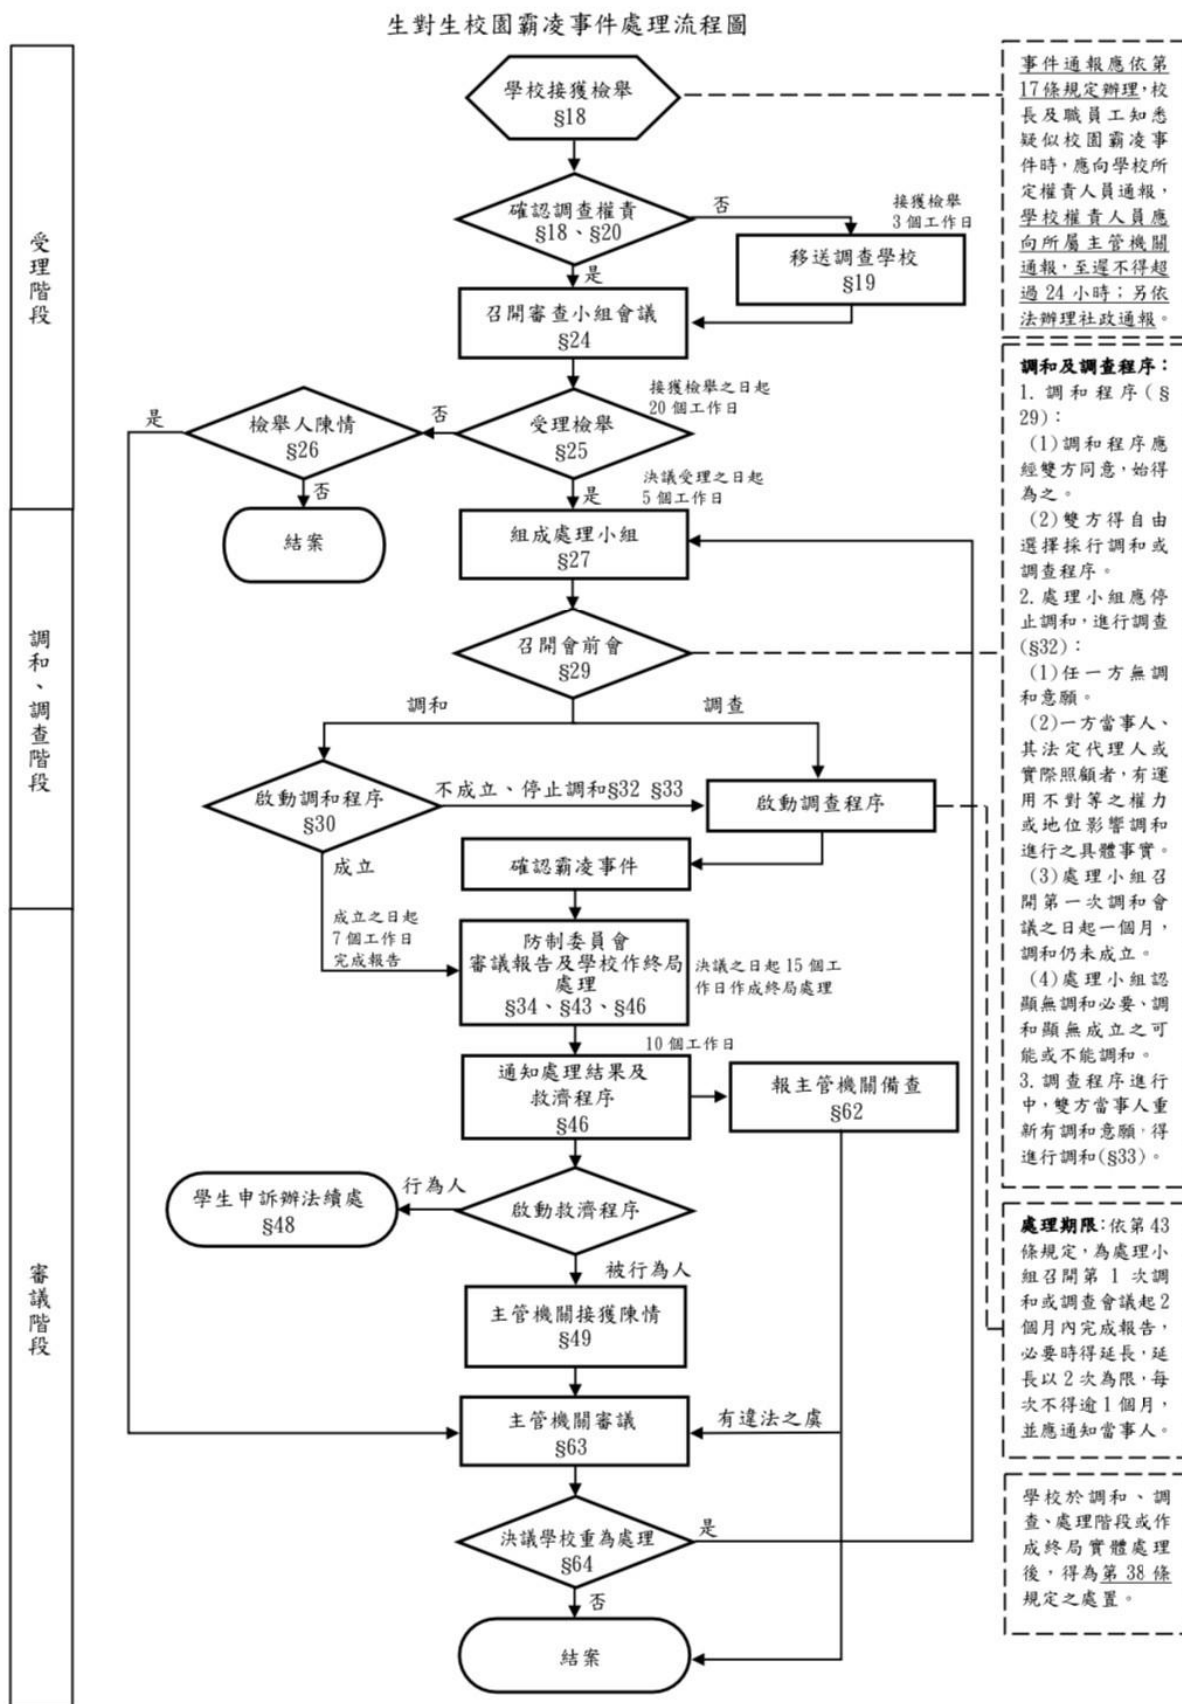 生對生校園霸凌事件處理流程圖
受理階段
學校接獲檢舉
§18
確認調查權責
§18、§20
否
接獲檢舉
3個工作日
移送調查學校
§19
是
召開審查小組會議
§24
接獲檢舉之日起
20個工作日
受理檢舉
§25
否
檢舉人陳情
§26
是
否
結案
決議受理之日起
5個工作日
是
調和、調查階段
組成處理小組
§27
召開會前會
§29
調和
調查
啟動調和程序
§30
不成立、停止調和§32 §33
啟動調查程序
成立
確認霸凌事件
審議階段
成立之日起
7個工作日
完成報告
防制委員會
審議報告及學校作終局
處理
§34、§43、§46
決議之日起15個工
作日作成終局處理
10個工作日
通知處理結果及
救濟程序
§46
報主管機關備查
§62
啟動救濟程序
行為人
學生申訴辦法續處
§48
被行為人
主管機關接獲陳情
§49
主管機關審議
§63
有違法之虞
決議學校重為處理
§64
是
否
結案
事件通報應依第
17條規定辦理，校
長及職員工知悉
疑似校園霸凌事
件時，應向學校所
定權責人員通報，
學校權責人員應
向所屬主管機關
通報，至遲不得超
過24小時；另依
法辦理社政通報。
調和及調查程序：
1. 調和程序(§
29)：
(1)調和程序應
經雙方同意，始得
為之。
(2)雙方得自由
選擇採行調和或
調查程序。
2. 處理小組應停
止調和，進行調查
(§32)：
(1)任一方無調
和意願。
(2)一方當事人、
其法定代理人或
實際照顧者，有運
用不對等之權力
或地位影響調和
進行之具體事實。
(3)處理小組召
開第一次調和會
議之日起一個月，
調和仍未成立。
(4)處理小組認
顯無調和必要、調
和顯無成立之可
能或不能調和。
3. 調查程序進行
中，雙方當事人重
新有調和意願，得
進行調和(§33)。
處理期限：依第43
條規定，為處理小
組召開第1次調
和或調查會議起2
個月內完成報告，
必要時得延長，延
長以2次為限，每
次不得逾1個月，
並應通知當事人。
學校於調和、調
查、處理階段或作
成終局實體處理
後，得為第38條
規定之處置。